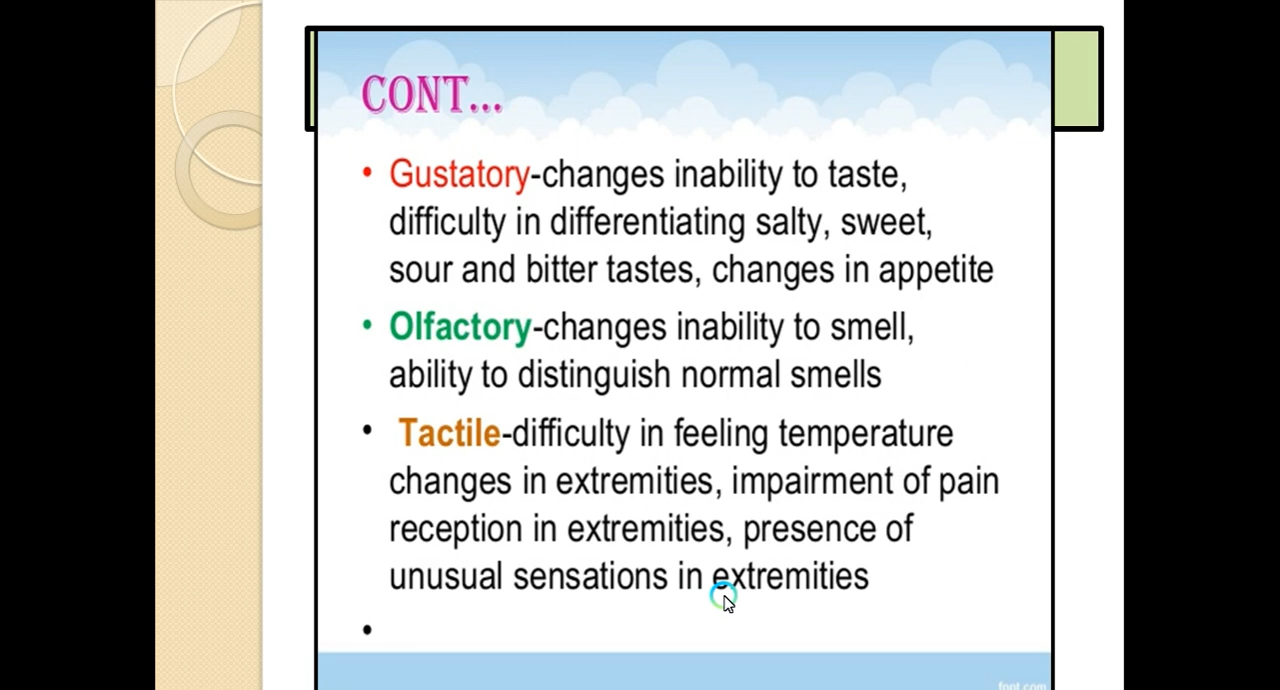 CONT...
• Gustatory-changes inability to taste,
difficulty in differentiating salty, sweet,
sour and bitter tastes, changes in appetite
• Olfactory-changes inability to smell,
ability to distinguish normal smells
• Tactile-difficulty in feeling temperature
changes in extremities, impairment of pain
reception in extremities, presence of
unusual sensations in extremities
•
fppt.com